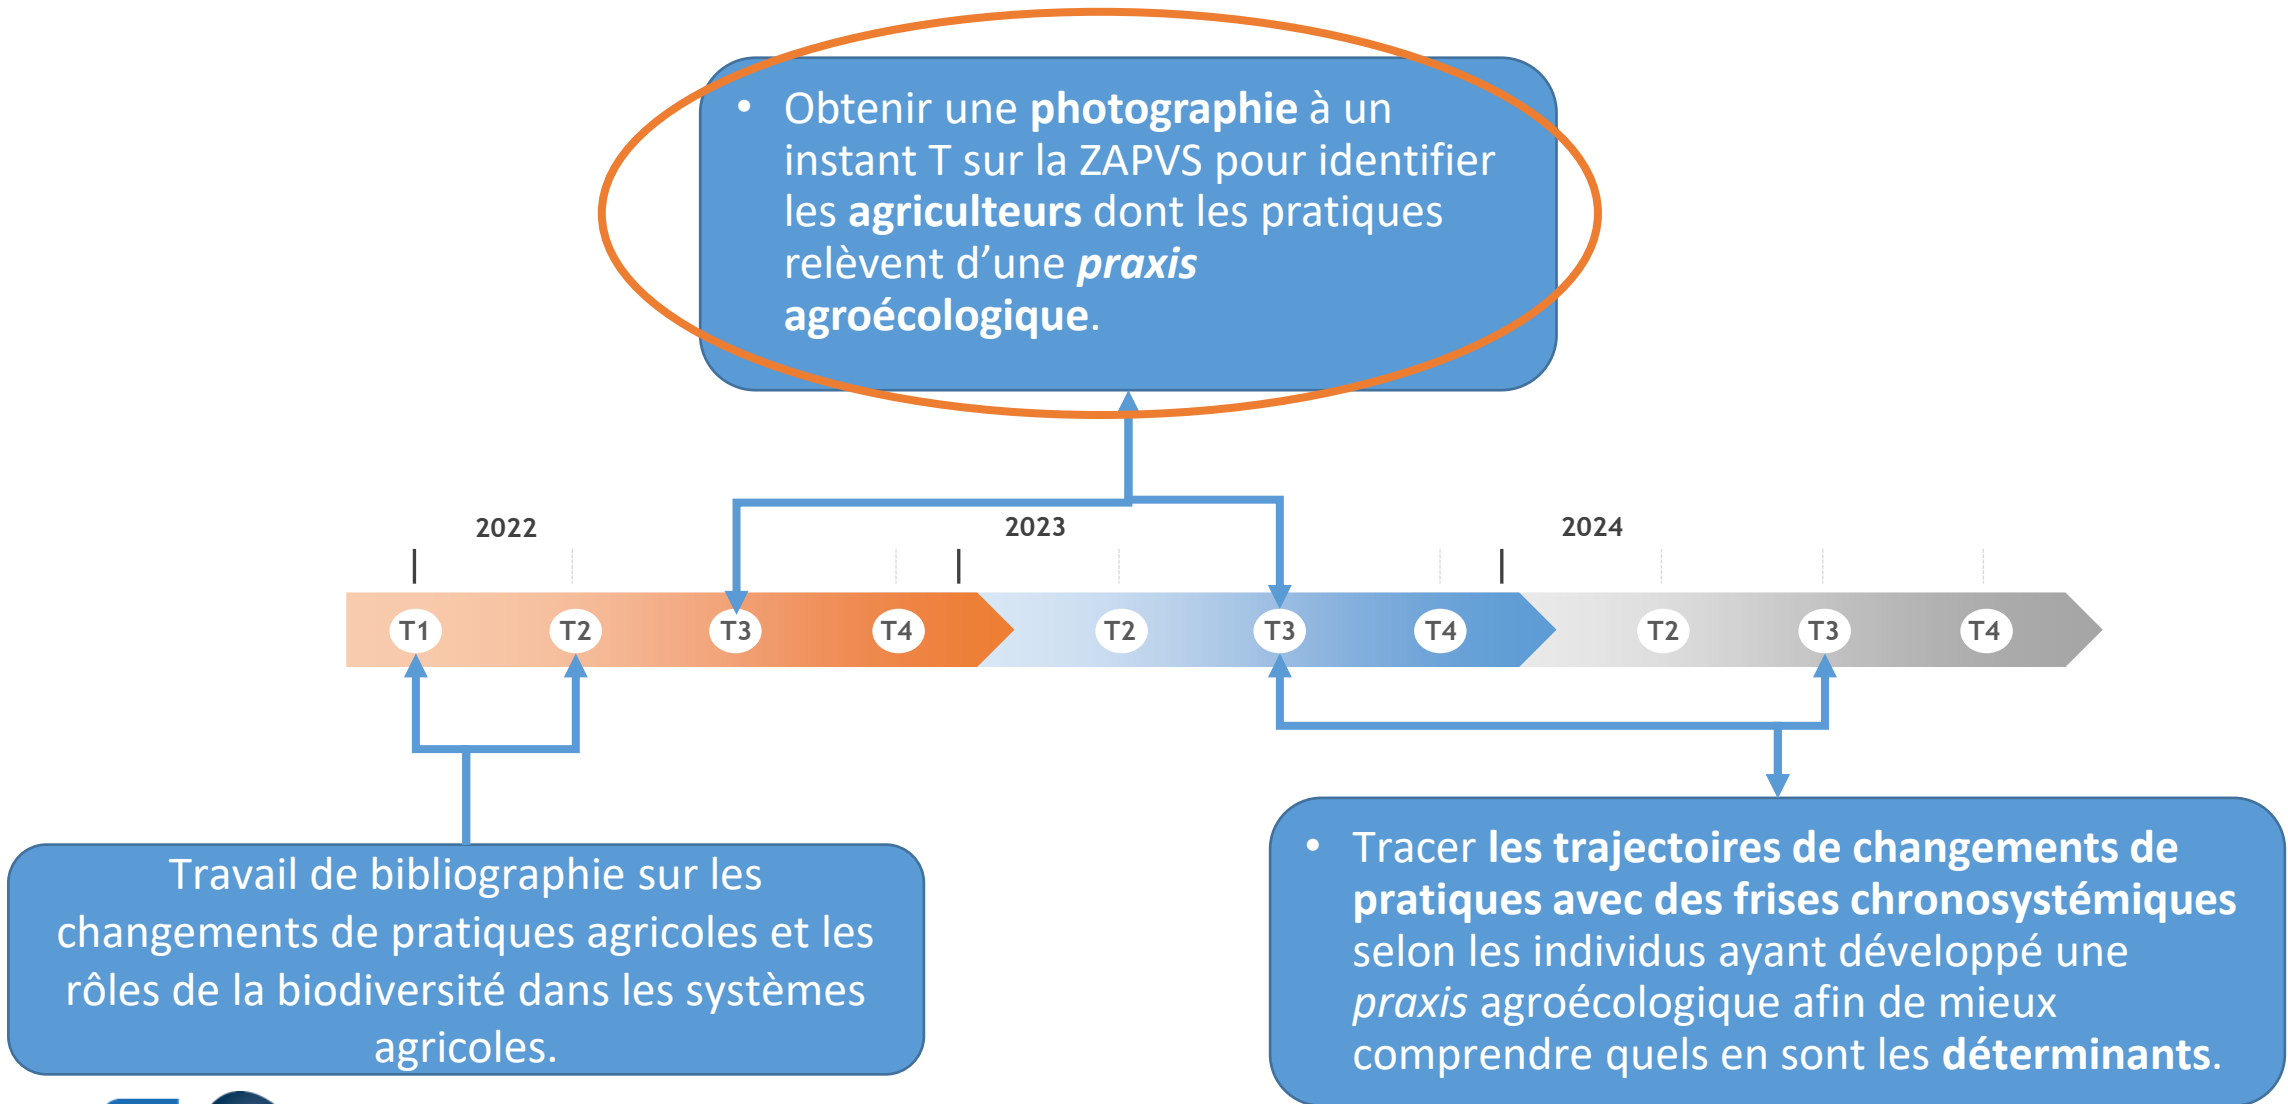 • Obtenir une photographie à un
instant T sur la ZAPVS pour identifier
les agriculteurs dont les pratiques
relèvent d’une praxis
agroécologique.
2022
2023
2024
T1
T2
T3
T4
T2
T3
T4
T2
T3
T4
Travail de bibliographie sur les
changements de pratiques agricoles et les
rôles de la biodiversité dans les systèmes
agricoles.
• Tracer les trajectoires de changements de
pratiques avec des frises chronosystémiques
selon les individus ayant développé une
praxis agroécologique afin de mieux
comprendre quels en sont les déterminants.